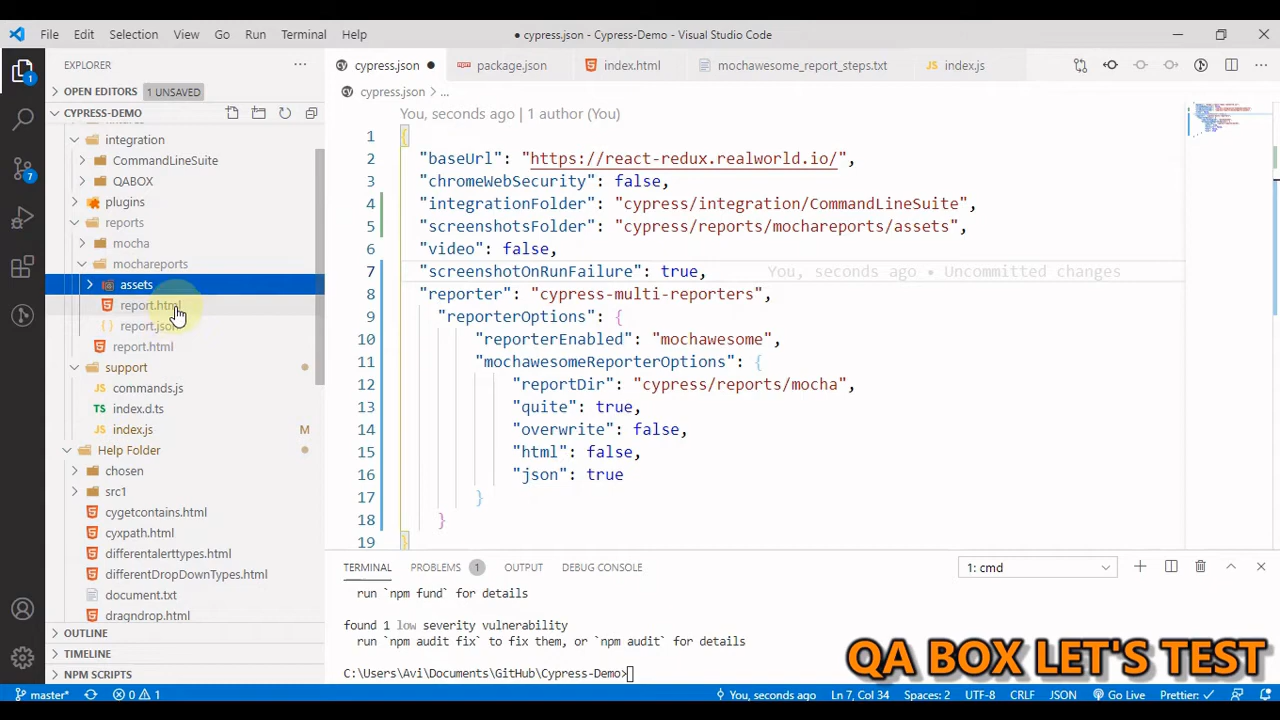 File Edit Selection View Go Run Terminal Help
● cypress.json - Cypress-Demo - Visual Studio Code
EXPLORER
OPEN EDITORS 1 UNSAVED
CYPRESS-DEMO
integration
CommandLineSuite
QABOX
plugins
reports
mocha
mochareports
assets
report.html
report.json
report.html
support
commands.js
index.d.ts
index.js M
Help Folder
chosen
src1
cygetcontains.html
cyxpath.html
differentalerttypes.html
differentDropDownTypes.html
document.txt
dragndrop.html
OUTLINE
TIMELINE
NPM SCRIPTS
1
7
cypress.json ● package.json index.html mochawesome_report_steps.txt index.js
cypress.json > ...
You, seconds ago | 1 author (You)
1 {
2 "baseUrl": "https://react-redux.realworld.io/",
3 "chromeWebSecurity": false,
4 "integrationFolder": "cypress/integration/CommandLineSuite",
5 "screenshotsFolder": "cypress/reports/mochareports/assets",
6 "video": false,
7 "screenshotOnRunFailure": true, You, seconds ago • Uncommitted changes
8 "reporter": "cypress-multi-reporters",
9 "reporterOptions": {
10 "reporterEnabled": "mochawesome",
11 "mochawesomeReporterOptions": {
12 "reportDir": "cypress/reports/mocha",
13 "quite": true,
14 "overwrite": false,
15 "html": false,
16 "json": true
17 }
18 }
19 }
TERMINAL PROBLEMS 1 OUTPUT DEBUG CONSOLE 1: cmd
run `npm fund` for details
found 1 low severity vulnerability
run `npm audit fix` to fix them, or `npm audit` for details
C:\Users\Avi\Documents\GitHub\Cypress-Demo>
QA BOX LET'S TEST
master* 0 1 You, seconds ago Ln 7, Col 34 Spaces: 2 UTF-8 CRLF JSON Go Live Prettier: ✓